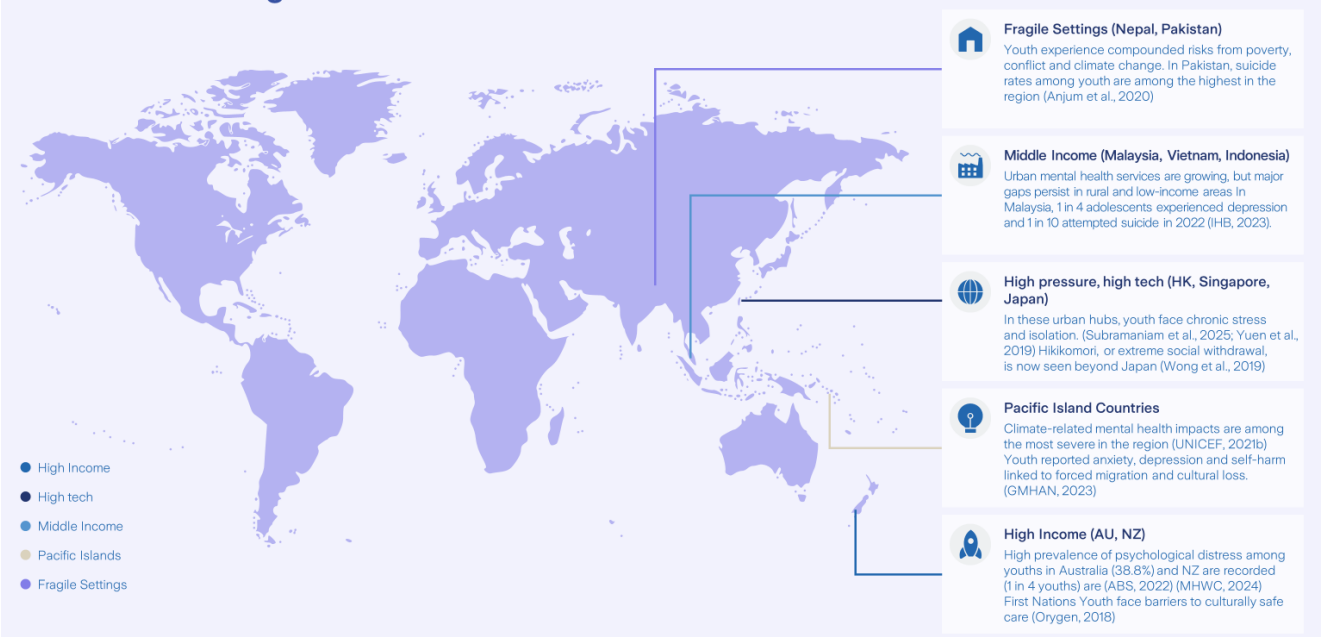 Fragile Settings (Nepal, Pakistan)
Youth experience compounded risks from poverty,
conflict and climate change. In Pakistan, suicide
rates among youth are among the highest in the
region (Anjum et al., 2020)
Middle Income (Malaysia, Vietnam, Indonesia)
Urban mental health services are growing, but major
gaps persist in rural and low-income areas In
Malaysia, 1 in 4 adolescents experienced depression
and 1 in 10 attempted suicide in 2022 (IHB, 2023).
High pressure, high tech (HK, Singapore,
Japan)
In these urban hubs, youth face chronic stress
and isolation. (Subramaniam et al., 2025; Yuen et al.,
2019) Hikikomori, or extreme social withdrawal,
is now seen beyond Japan (Wong et al., 2019)
Pacific Island Countries
Climate-related mental health impacts are among
the most severe in the region (UNICEF, 2021b)
Youth reported anxiety, depression and self-harm
linked to forced migration and cultural loss.
(GMHAN, 2023)
High Income (AU, NZ)
High prevalence of psychological distress among
youths in Australia (38.8%) and NZ are recorded
(1 in 4 youths) are (ABS, 2022) (MHWC, 2024)
First Nations Youth face barriers to culturally safe
care (Orygen, 2018)
High Income
High tech
Middle Income
Pacific Islands
Fragile Settings